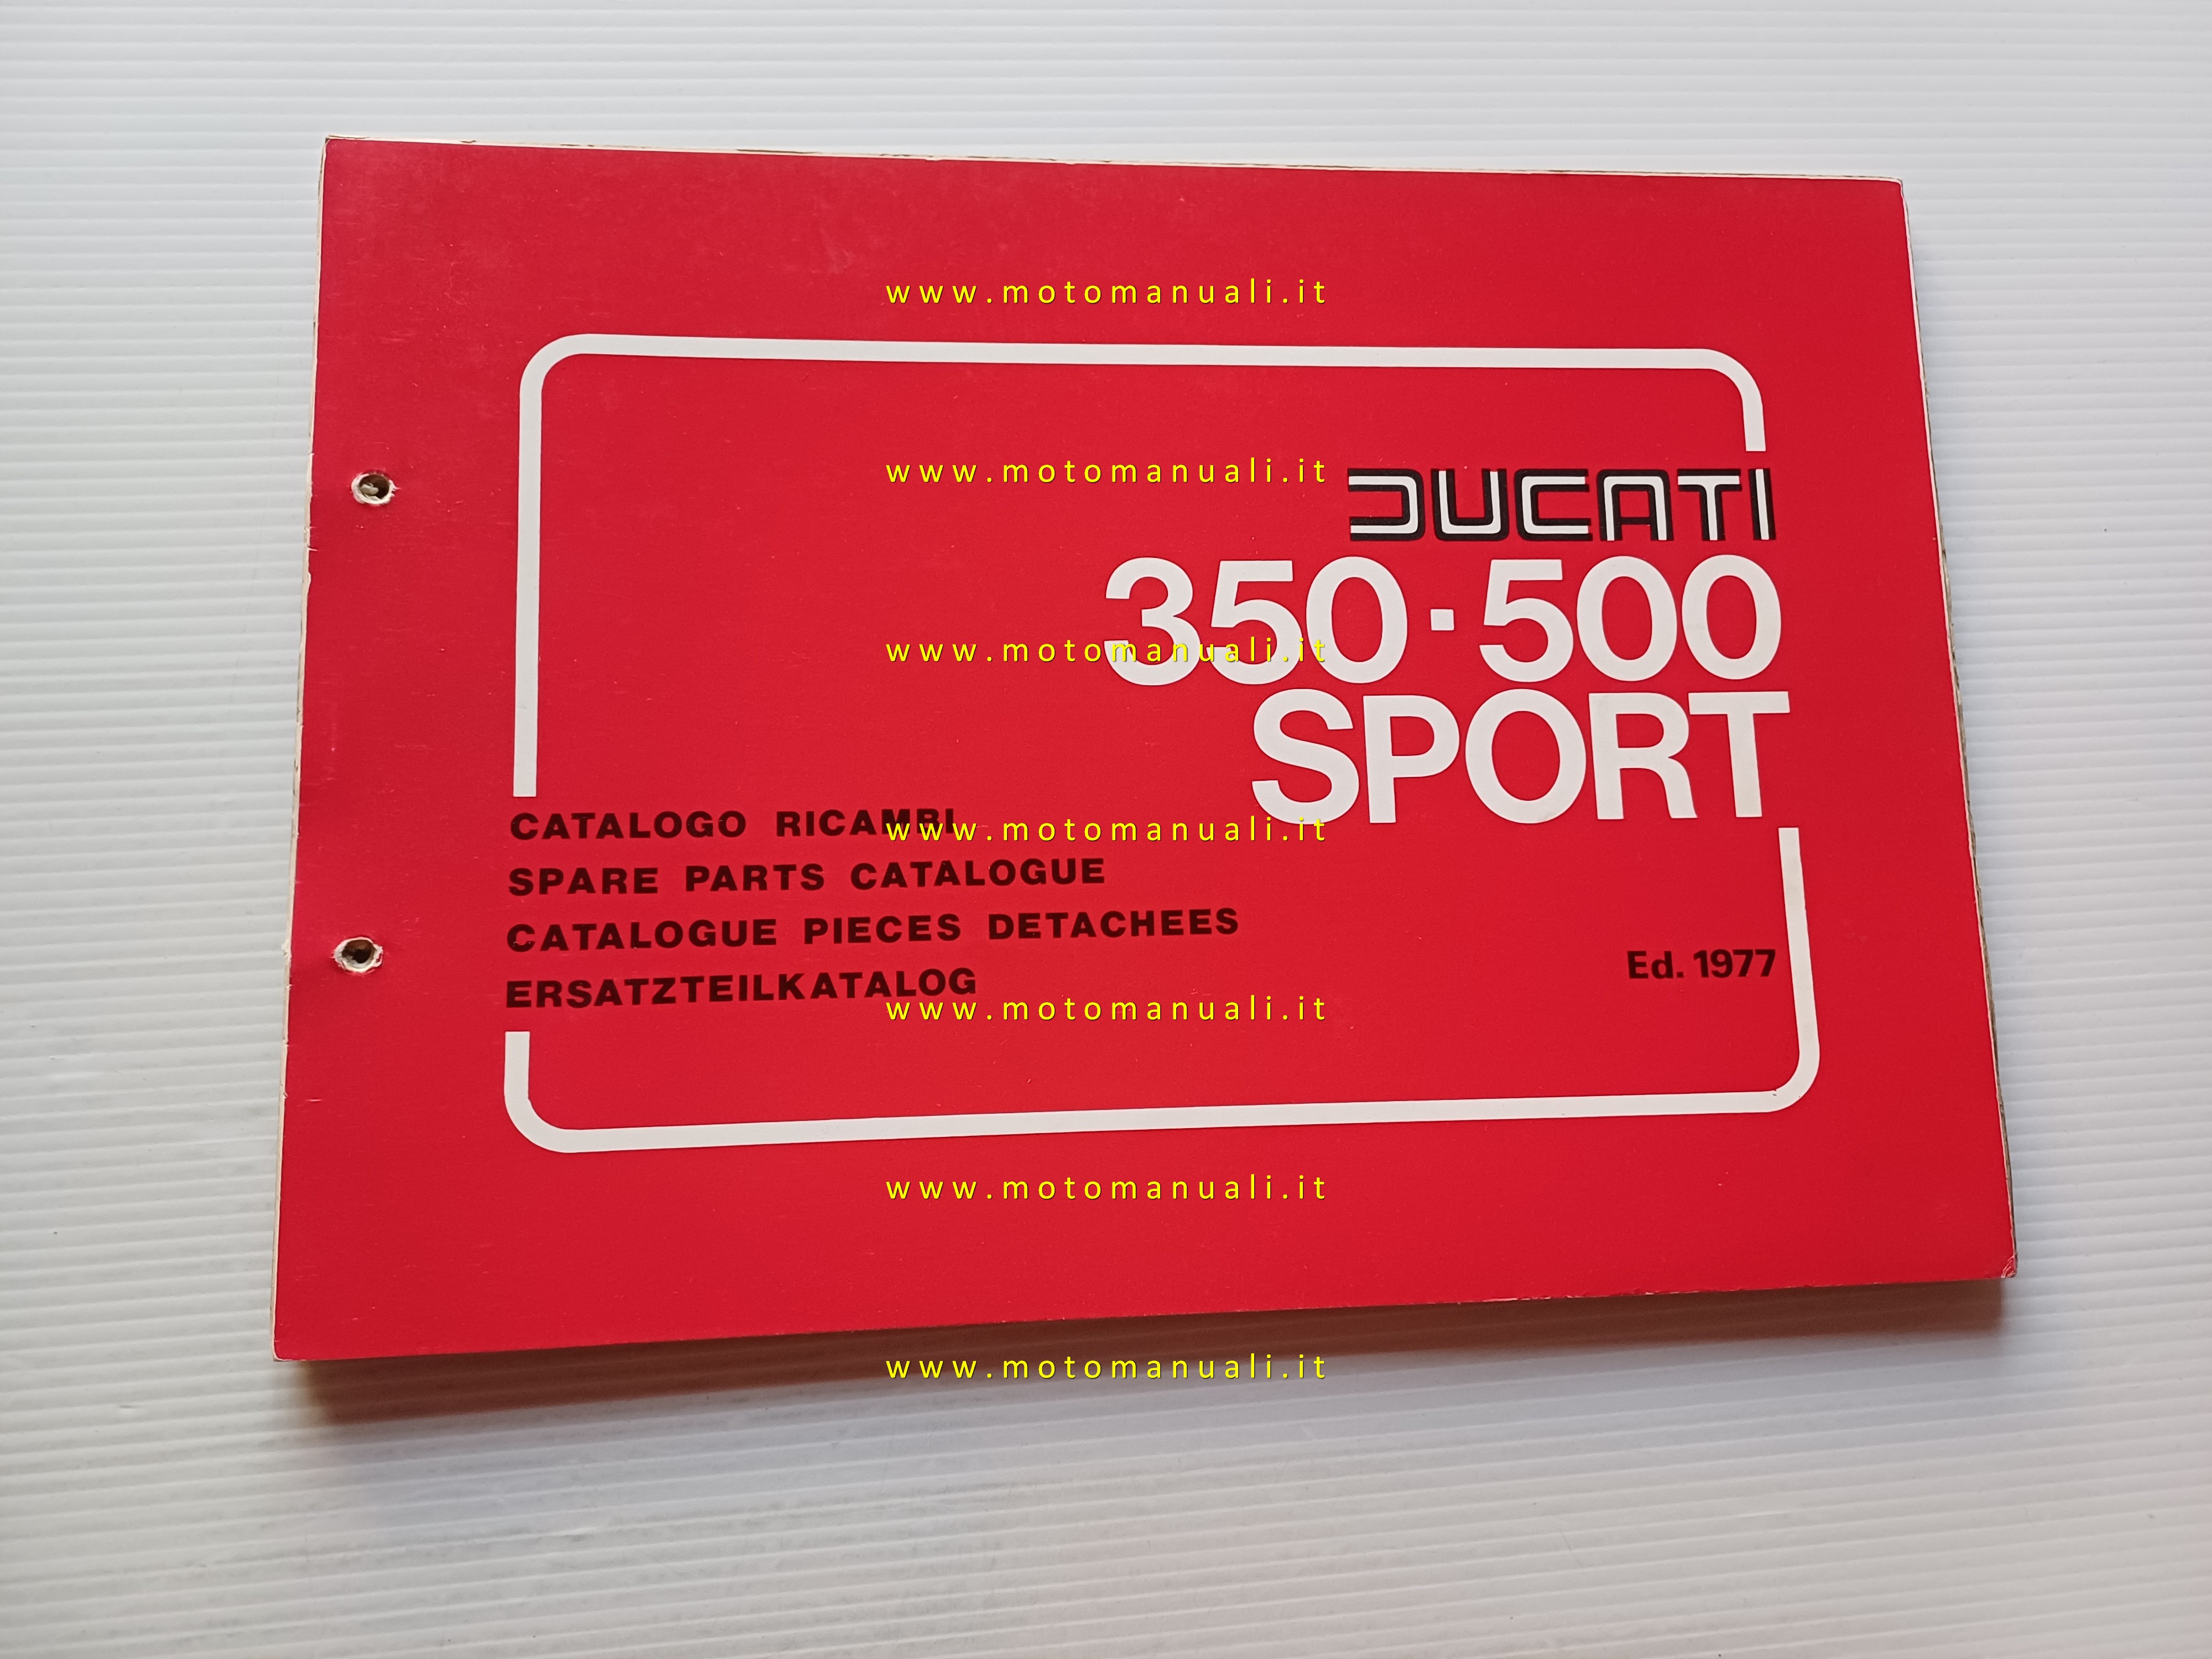 www.motomanuali.it
www.motomanuali.it
DUCATI
350·500
www.motomanuali.it
SPORT
CATALOGO RICAMBI
www.motomanuali.it
SPARE PARTS CATALOGUE
CATALOGUE PIECES DETACHEES
Ed. 1977
ERSATZTEILKATALOG
www.motomanuali.it
www.motomanuali.it
www.motomanuali.it